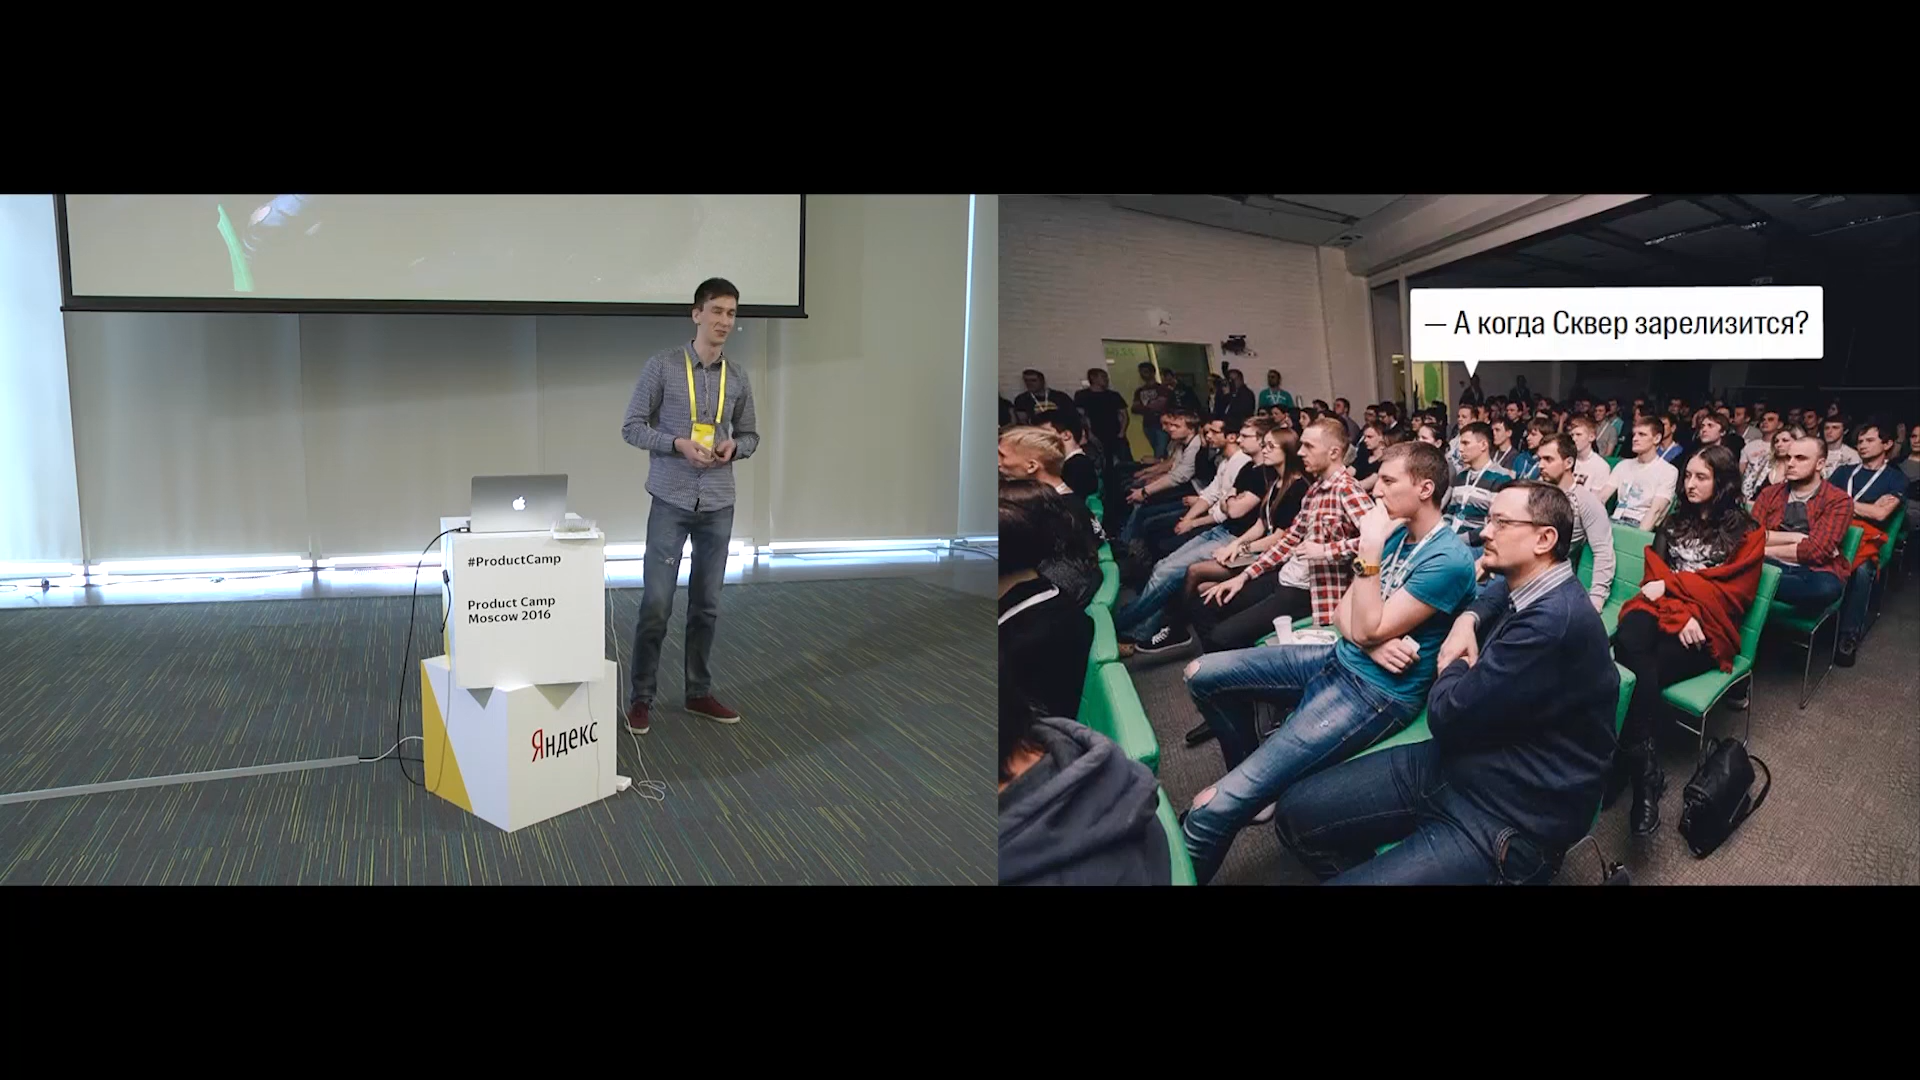 #ProductCamp
Product Camp
Moscow 2016
Яндекс
— А когда Сквер зарелизится?